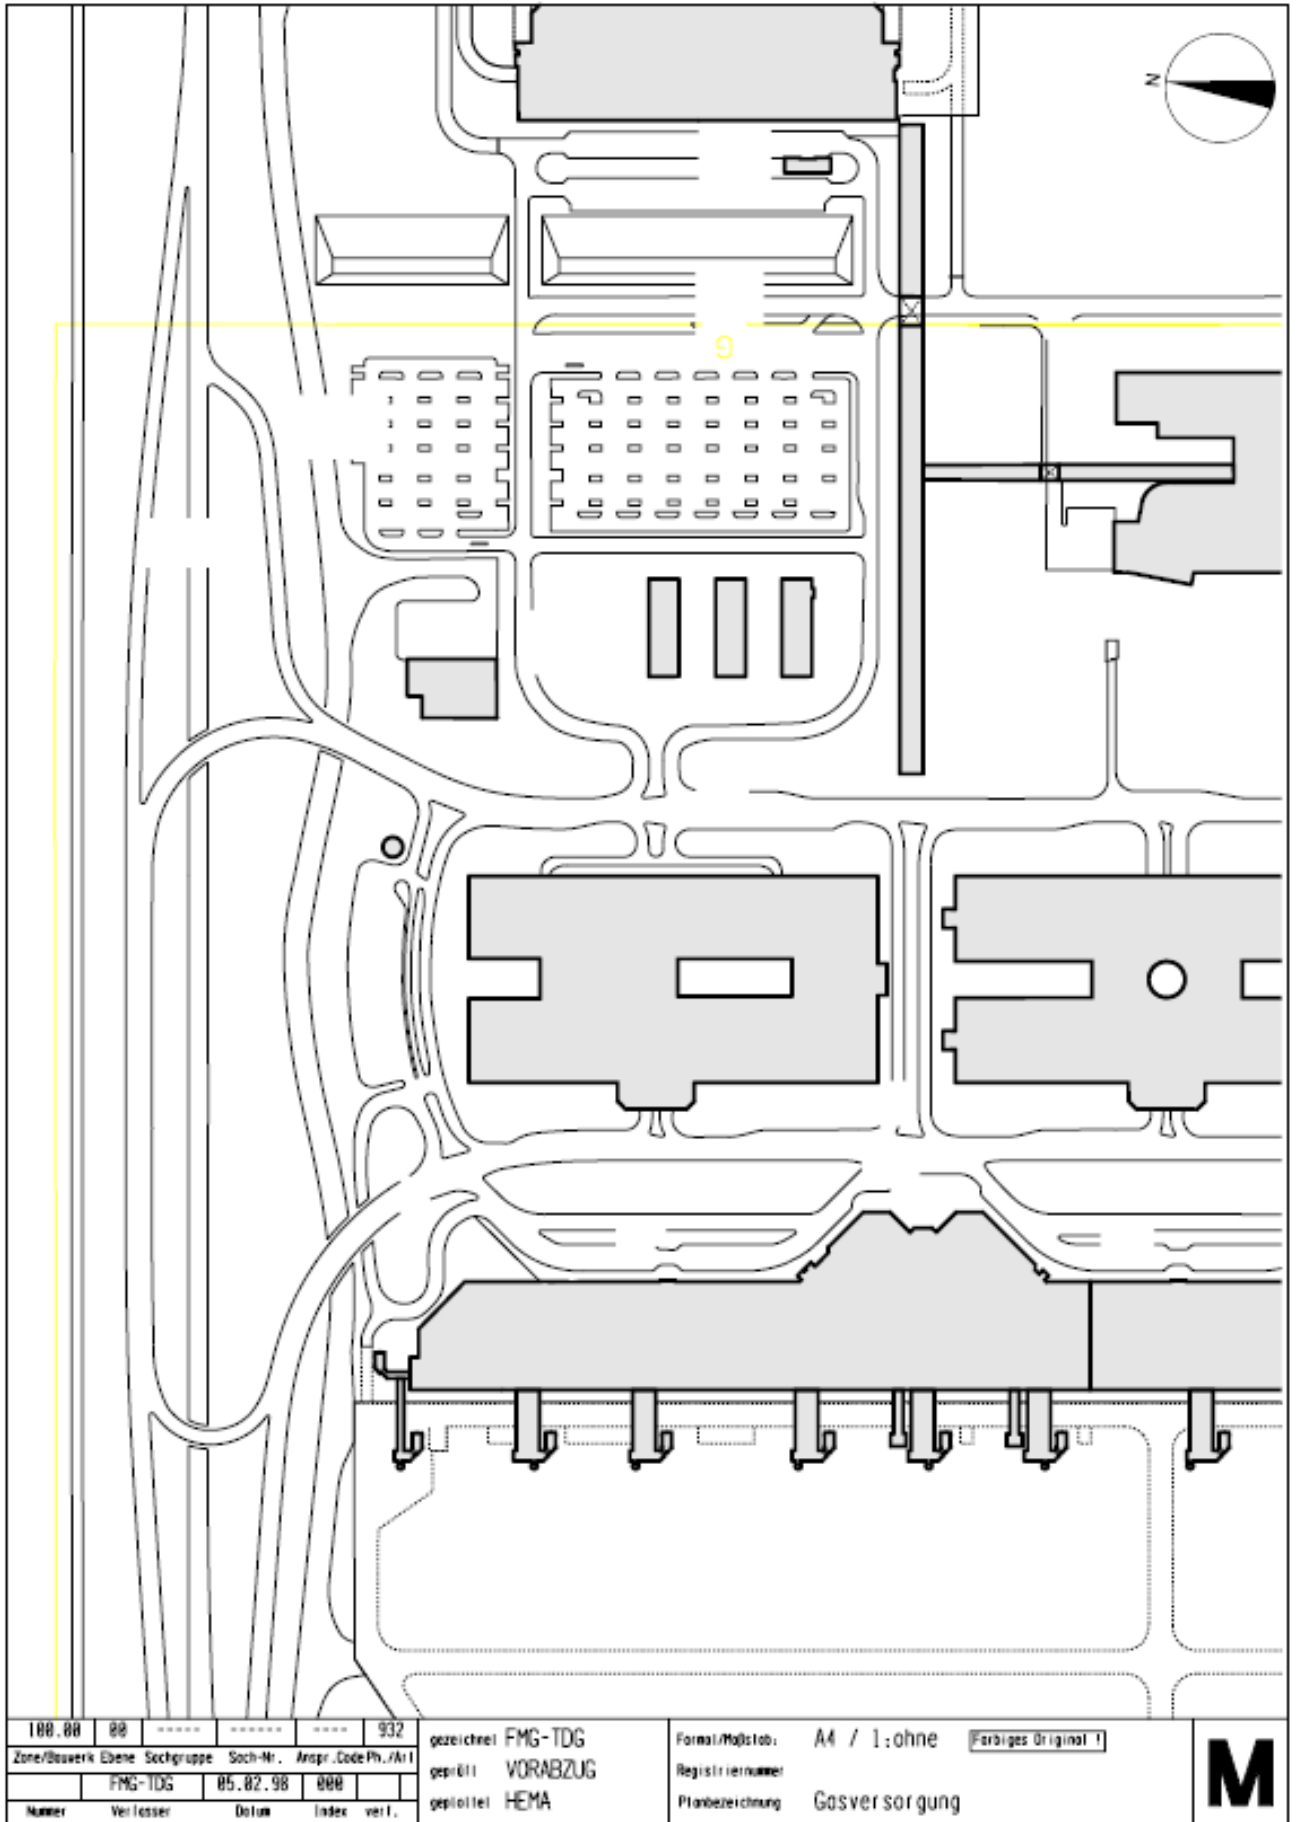 N
G
100.00 00 ----- ------ ---- 932
Zone/Bauwerk Ebene Sachgruppe Sach-Nr. Anspr.Code Ph./Art
FMG-TDG 05.02.98 000
Nummer Verfasser Datum Index verf.
gezeichnet FMG-TDG
geprüft VORABZUG
geplottet HEMA
Format/Maßstab: A4 / 1:ohne Farbiges Original !
Registriernummer
Planbezeichnung Gasversorgung
M